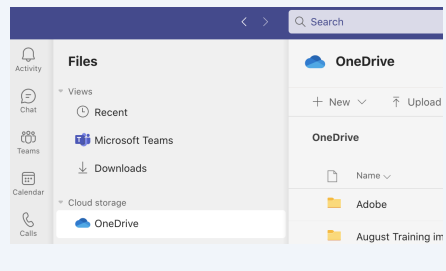 Search
Activity
Chat
Teams
Calendar
Calls
Files
Views
Recent
Microsoft Teams
Downloads
Cloud storage
OneDrive
OneDrive
New
Upload
OneDrive
Name
Adobe
August Training im